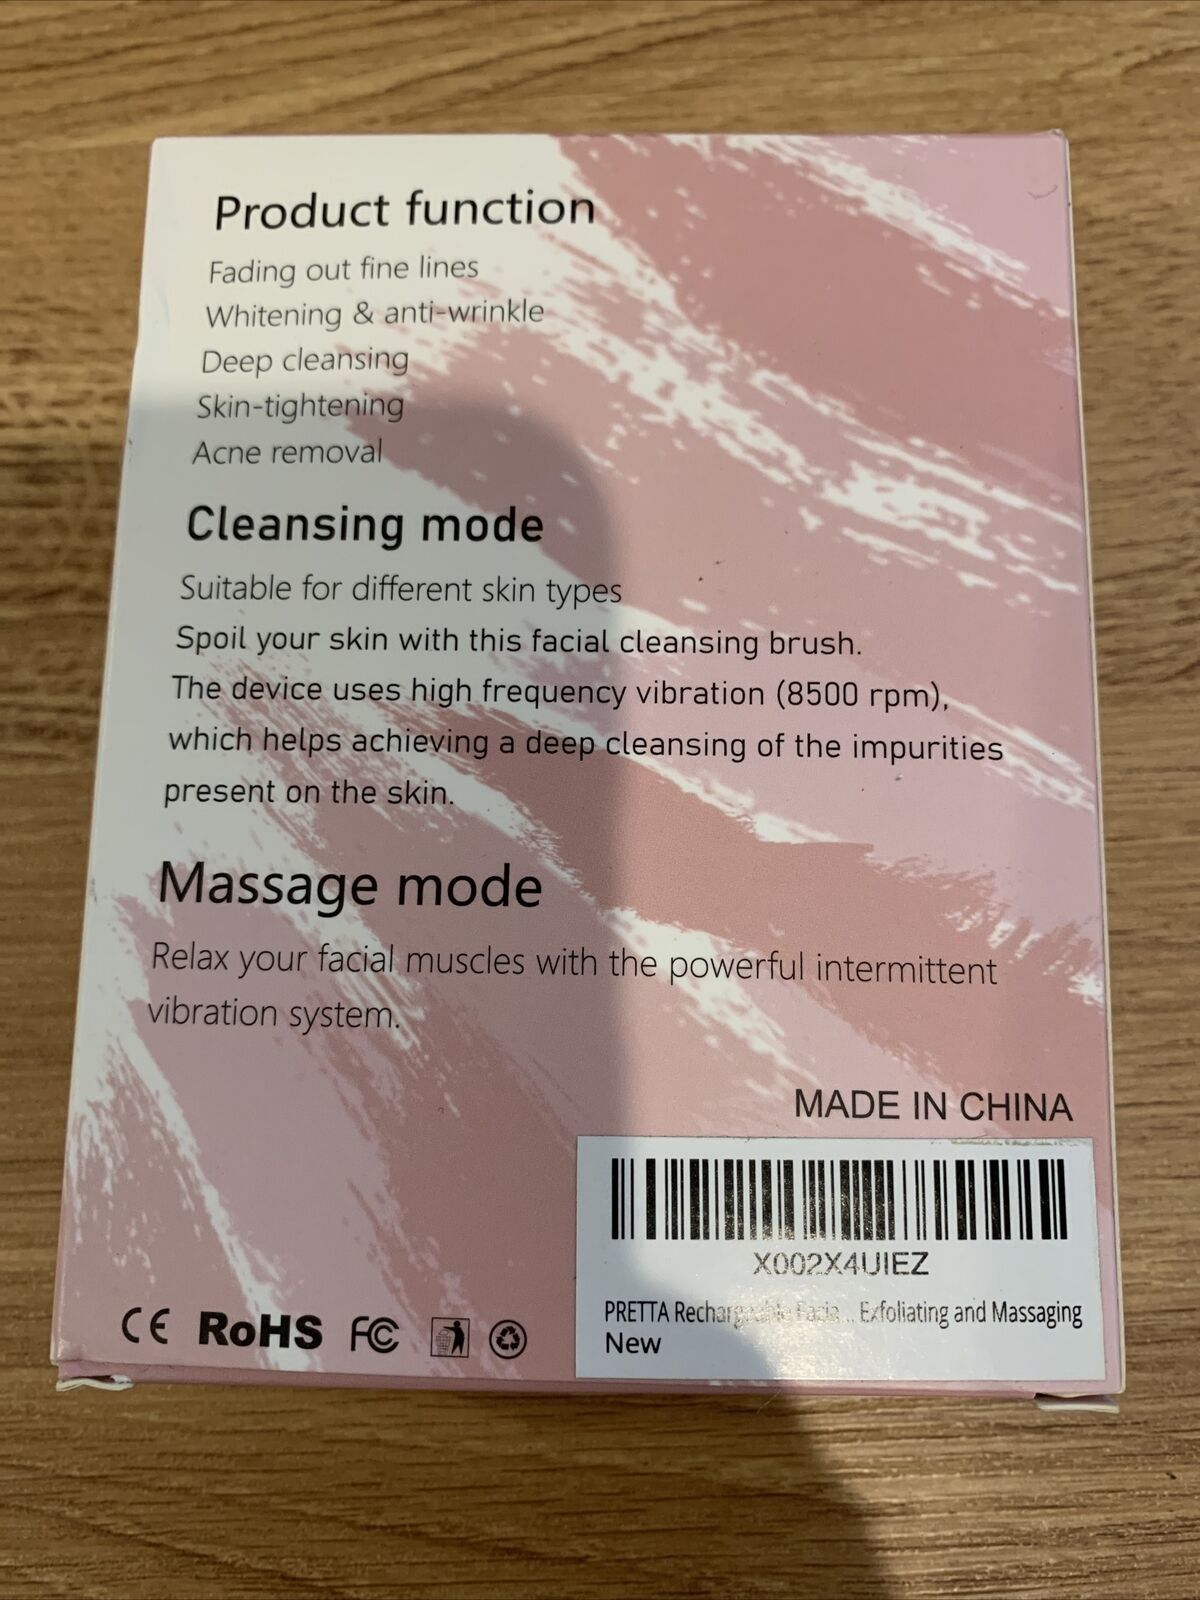 Product function
Fading out fine lines
Whitening & anti-wrinkle
Deep cleansing
Skin-tightening
Acne removal
Cleansing mode
Suitable for different skin types
Spoil your skin with this facial cleansing brush.
The device uses high frequency vibration (8500 rpm),
which helps achieving a deep cleansing of the impurities
present on the skin.
Massage mode
Relax your facial muscles with the powerful intermittent
vibration system.
MADE IN CHINA
X002X4UIEZ
PRETTA Rechargeable Facia... Exfoliating and Massaging
New
CE RoHS FC